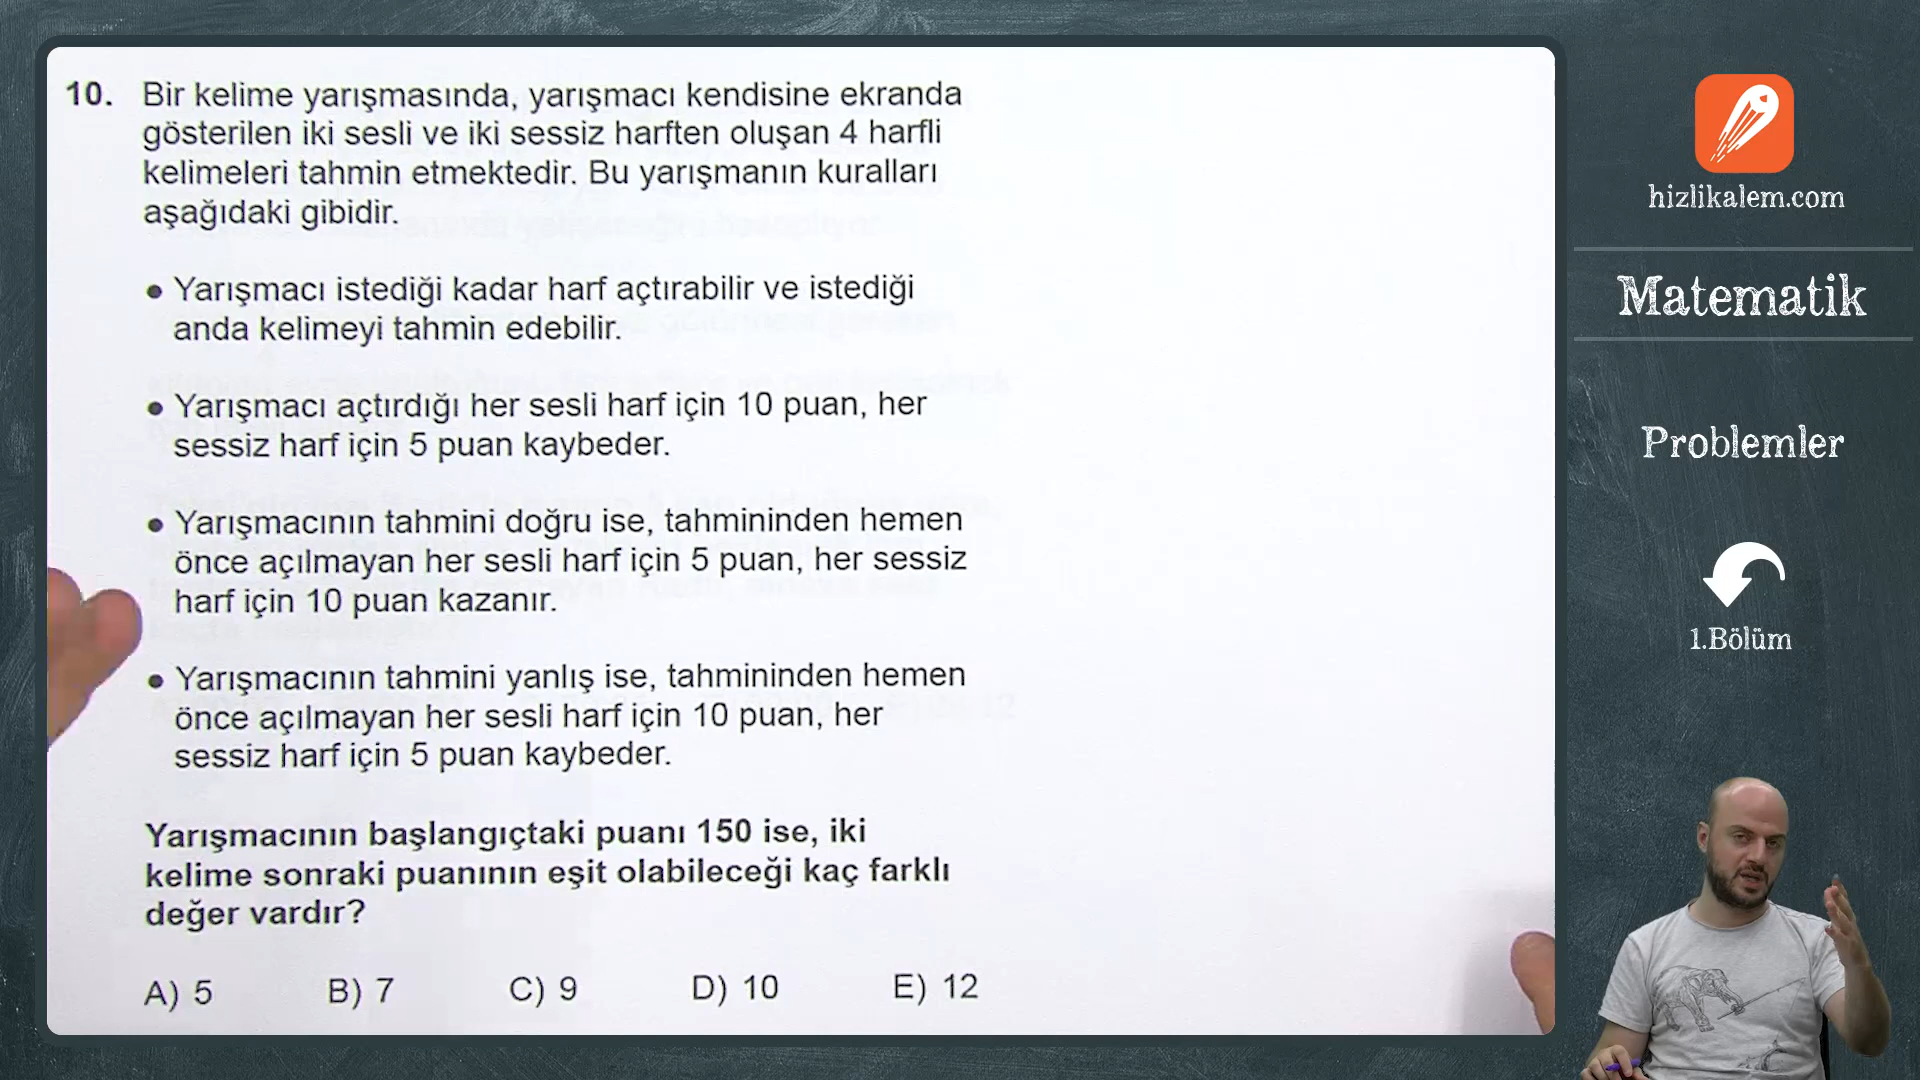 10. Bir kelime yarışmasında, yarışmacı kendisine ekranda
gösterilen iki sesli ve iki sessiz harften oluşan 4 harfli
kelimeleri tahmin etmektedir. Bu yarışmanın kuralları
aşağıdaki gibidir.
• Yarışmacı istediği kadar harf açtırabilir ve istediği
anda kelimeyi tahmin edebilir.
• Yarışmacı açtırdığı her sesli harf için 10 puan, her
sessiz harf için 5 puan kaybeder.
• Yarışmacının tahmini doğru ise, tahmininden hemen
önce açılmayan her sesli harf için 5 puan, her sessiz
harf için 10 puan kazanır.
• Yarışmacının tahmini yanlış ise, tahmininden hemen
önce açılmayan her sesli harf için 10 puan, her
sessiz harf için 5 puan kaybeder.
Yarışmacının başlangıçtaki puanı 150 ise, iki
kelime sonraki puanının eşit olabileceği kaç farklı
değer vardır?
A) 5 B) 7 C) 9 D) 10 E) 12
hizlikalem.com
Matematik
Problemler
1.Bölüm